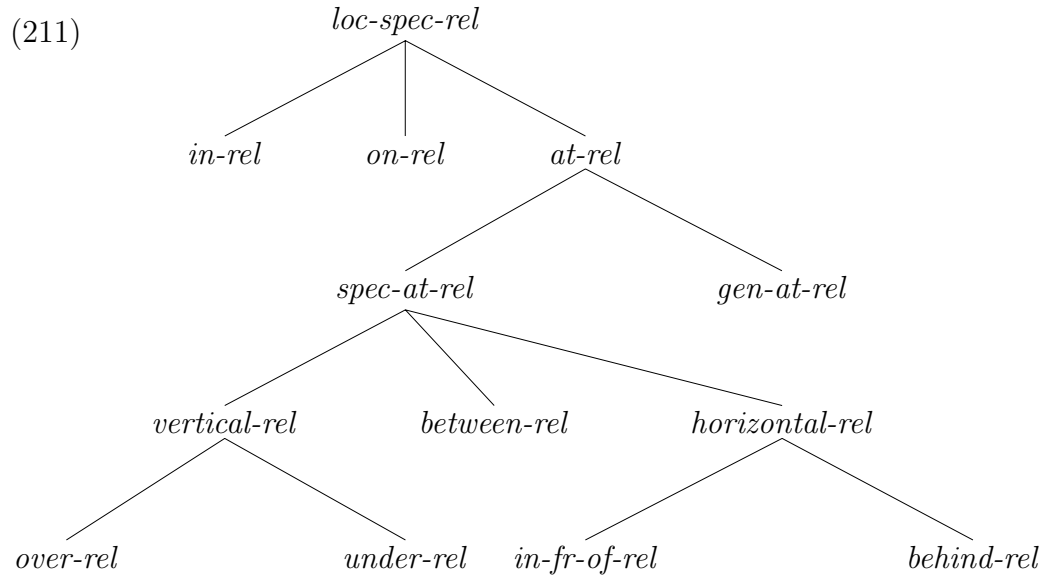 (211) loc-spec-rel
in-rel on-rel at-rel
spec-at-rel gen-at-rel
vertical-rel between-rel horizontal-rel
over-rel under-rel in-fr-of-rel behind-rel